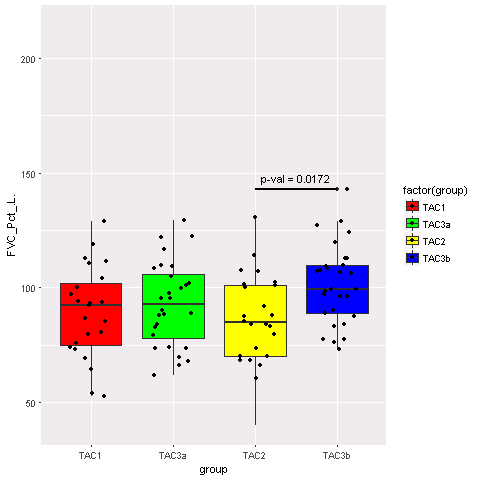 200
150
100
50
FVC_Pct_L.
p-val = 0.0172
TAC1
TAC3a
TAC2
TAC3b
group
factor(group)
TAC1
TAC3a
TAC2
TAC3b